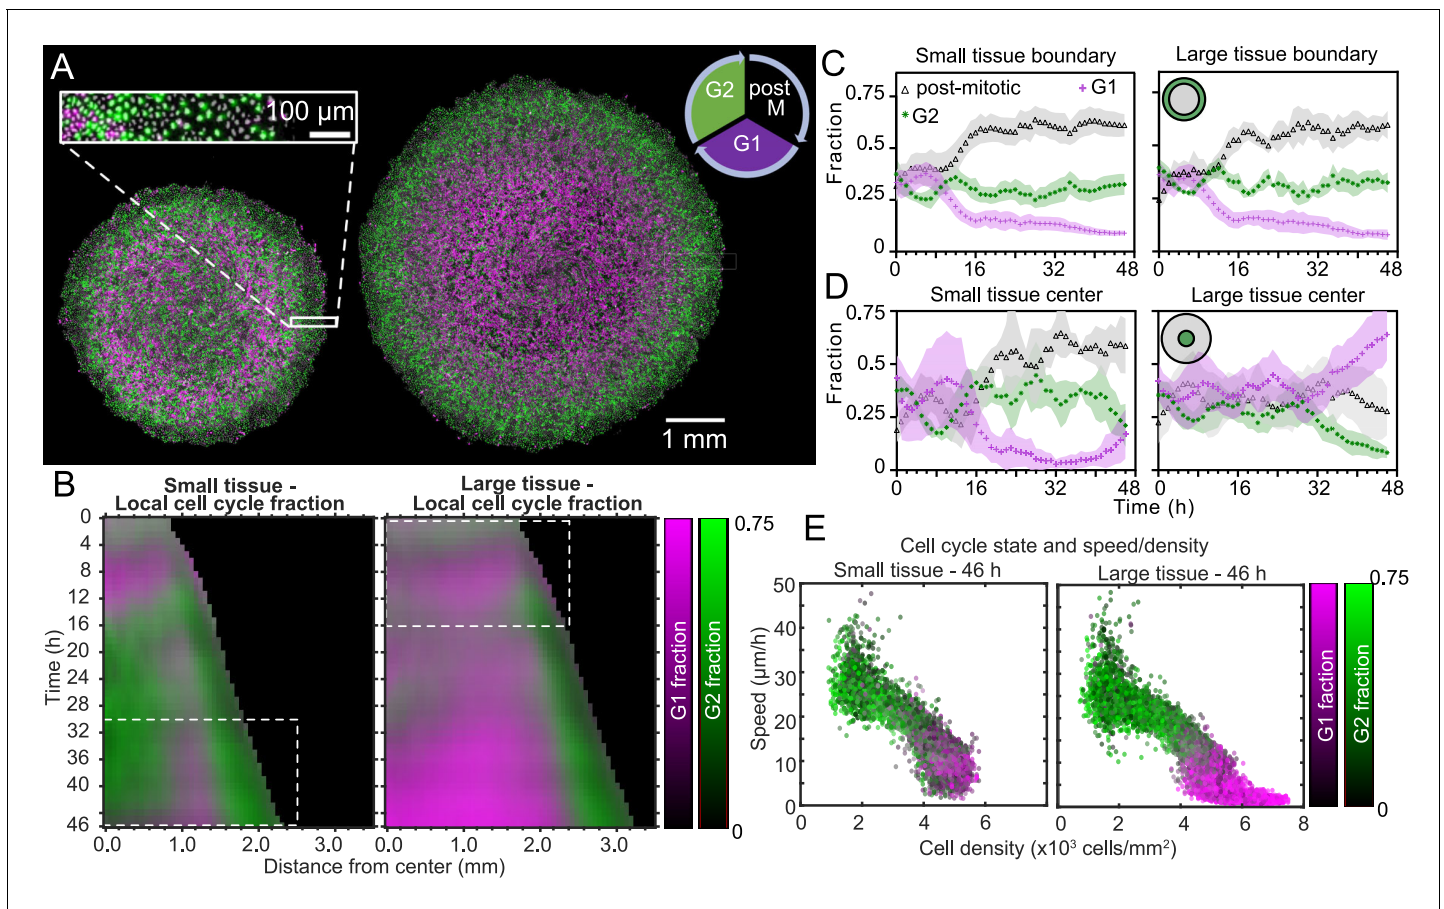 A
100 µm
G2
post
M
G1
1 mm
B
Small tissue -
Local cell cycle fraction
Large tissue -
Local cell cycle fraction
Time (h)
0
4
8
12
16
20
24
28
32
36
40
46
0.0
1.0
2.0
3.0
0.0
1.0
2.0
3.0
Distance from center (mm)
G1 fraction
G2 fraction
0.75
0
C
Small tissue boundary
Large tissue boundary
post-mitotic
G1
G2
Fraction
0.75
0.5
0.25
0
0
16
32
48
0
16
32
48
D
Small tissue center
Large tissue center
Fraction
0.75
0.5
0.25
0
0
16
32
48
0
16
32
48
Time (h)
E
Cell cycle state and speed/density
Small tissue - 46 h
Large tissue - 46 h
Speed (µm/h)
50
40
30
20
10
0
2
4
6
2
4
6
8
Cell density (x10³ cells/mm²)
G1 faction
G2 fraction
0.75
0